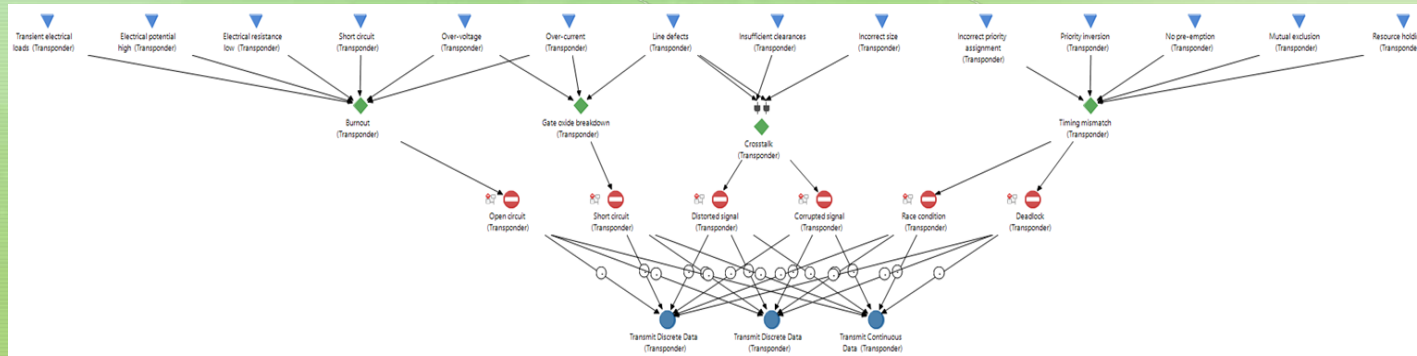 Transient electrical
loads (Transponder)
Electrical potential
high (Transponder)
Electrical resistance
low (Transponder)
Short circuit
(Transponder)
Over-voltage
(Transponder)
Over-current
(Transponder)
Line defects
(Transponder)
Insufficient clearances
(Transponder)
Incorrect size
(Transponder)
Incorrect priority
assignment
(Transponder)
Priority inversion
(Transponder)
No pre-emption
(Transponder)
Mutual exclusion
(Transponder)
Resource holdi
(Transponde
Burnout
(Transponder)
Gate oxide breakdown
(Transponder)
Crosstalk
(Transponder)
Timing mismatch
(Transponder)
Open circuit
(Transponder)
Short circuit
(Transponder)
Distorted signal
(Transponder)
Corrupted signal
(Transponder)
Race condition
(Transponder)
Deadlock
(Transponder)
Transmit Discrete Data
(Transponder)
Transmit Discrete Data
(Transponder)
Transmit Continuous
Data (Transponder)